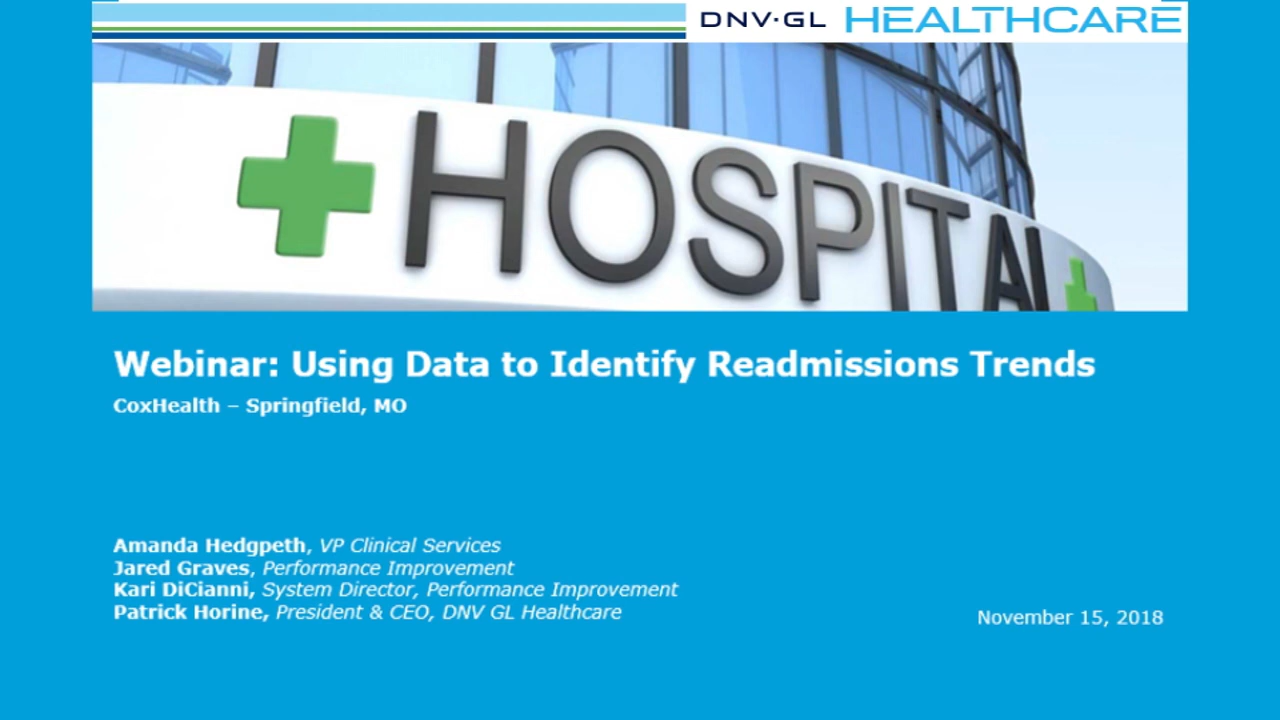 DNV·GL HEALTHCARE
HOSPITAL
Webinar: Using Data to Identify Readmissions Trends
CoxHealth – Springfield, MO
Amanda Hedgpeth, VP Clinical Services
Jared Graves, Performance Improvement
Kari DiCianni, System Director, Performance Improvement
Patrick Horine, President & CEO, DNV GL Healthcare
November 15, 2018